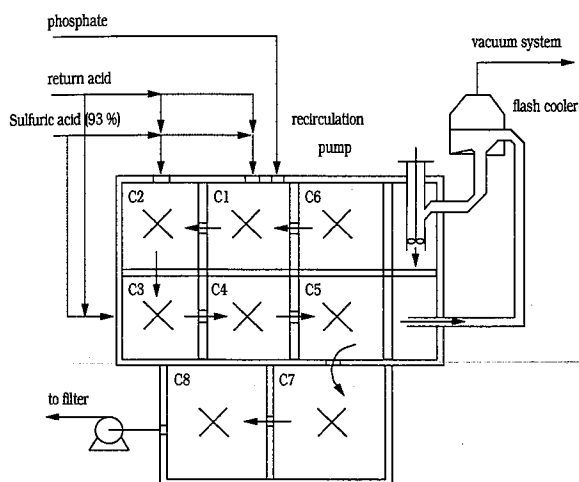 phosphate
vacuum system
return acid
flash cooler
Sulfuric acid (93 %)
recirculation
pump
C2
C1
C6
C3
C4
C5
C8
C7
to filter